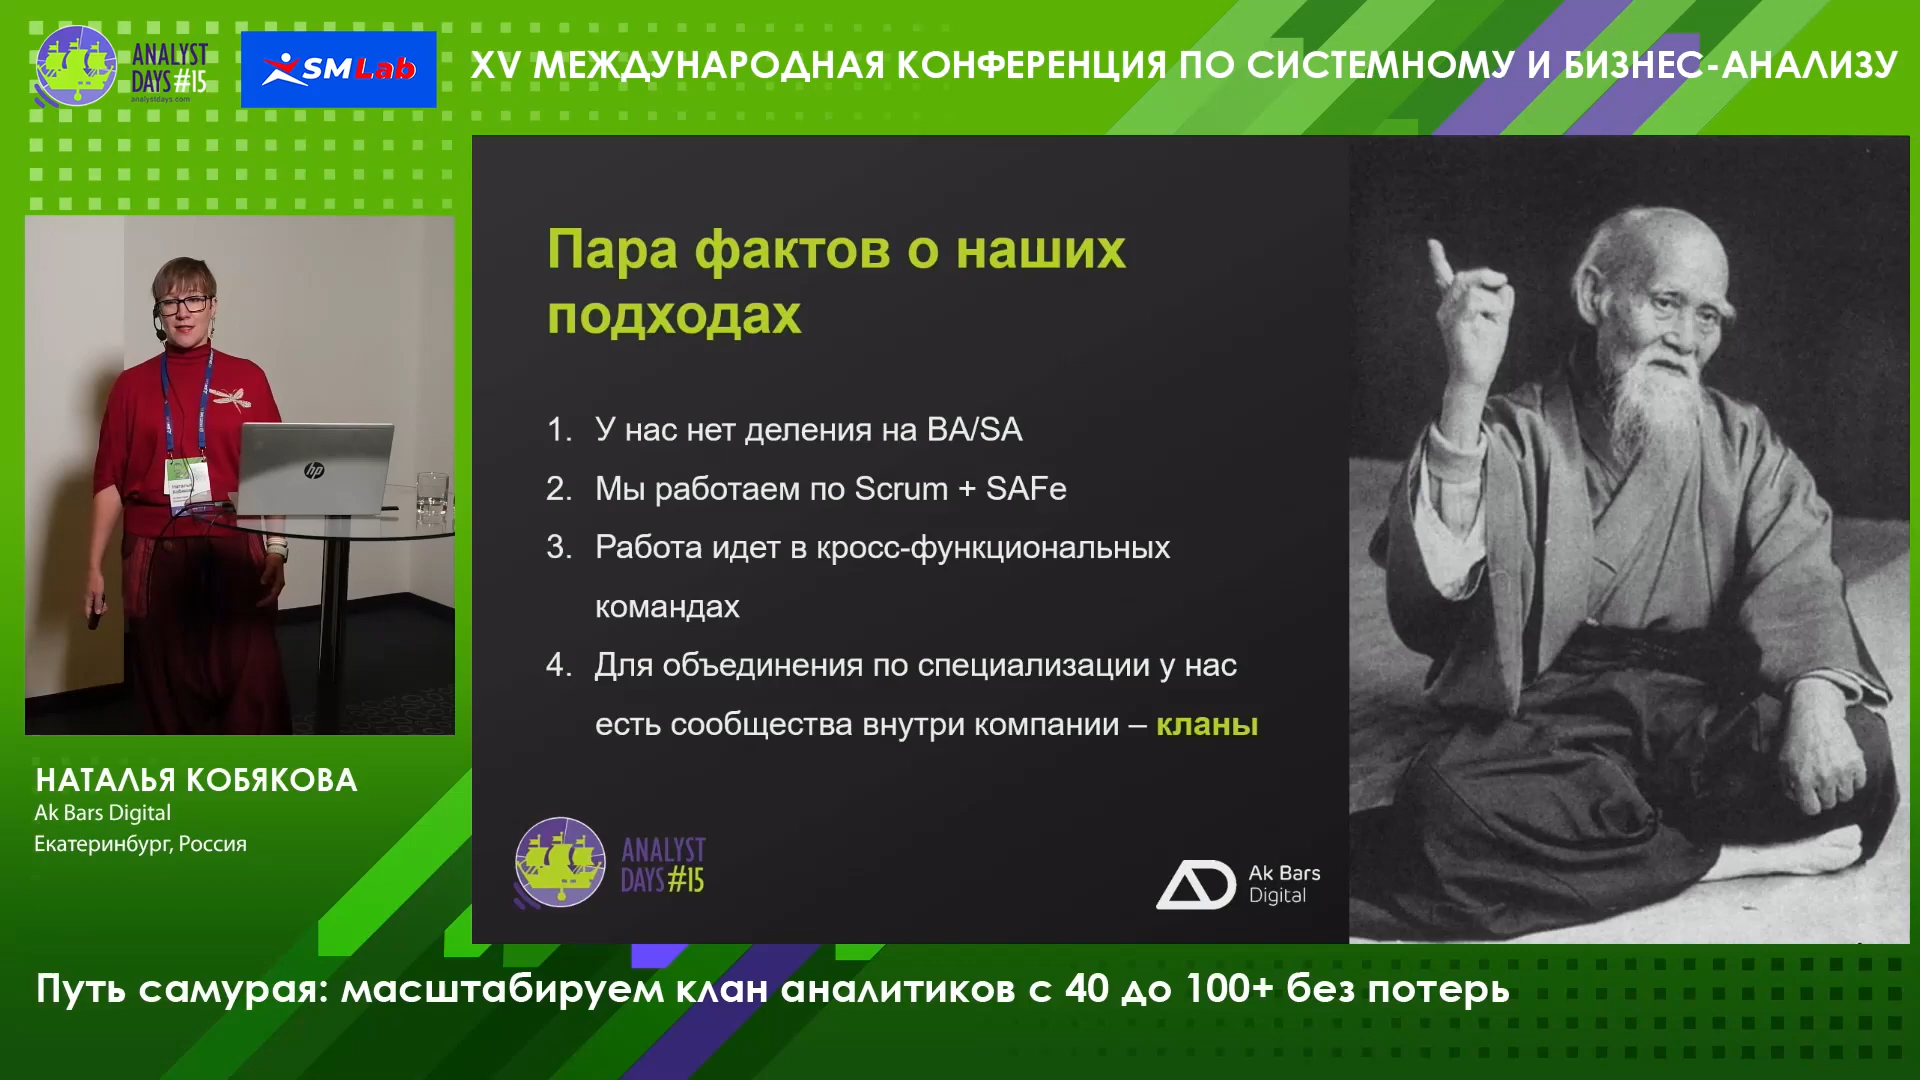 ANALYST
DAYS #15
analystdays.com
SMLab
XV МЕЖДУНАРОДНАЯ КОНФЕРЕНЦИЯ ПО СИСТЕМНОМУ И БИЗНЕС-АНАЛИЗУ
Пара фактов о наших
подходах
1. У нас нет деления на BA/SA
2. Мы работаем по Scrum + SAFe
3. Работа идет в кросс-функциональных
командах
4. Для объединения по специализации у нас
есть сообщества внутри компании – кланы
ANALYST
DAYS #15
Ak Bars
Digital
hp
НАТАЛЬЯ КОБЯКОВА
Ak Bars Digital
Екатеринбург, Россия
Путь самурая: масштабируем клан аналитиков с 40 до 100+ без потерь